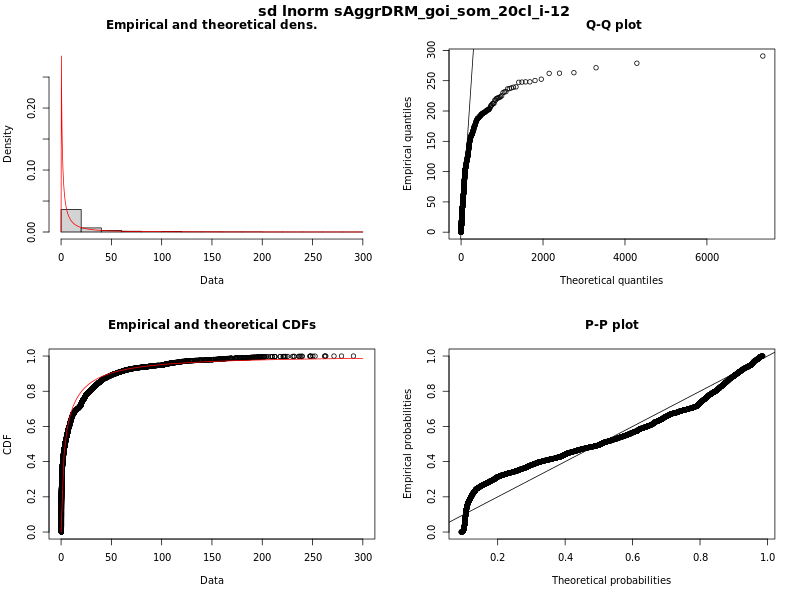 sd lnorm sAggrDRM_goi_som_20cl_i-12
Empirical and theoretical dens.
Density
0.00 0.10 0.20
0 50 100 150 200 250 300
Data
Q-Q plot
Empirical quantiles
0 50 100 150 200 250 300
0 2000 4000 6000
Theoretical quantiles
Empirical and theoretical CDFs
CDF
0.0 0.2 0.4 0.6 0.8 1.0
0 50 100 150 200 250 300
Data
P-P plot
Empirical probabilities
0.0 0.2 0.4 0.6 0.8 1.0
0.2 0.4 0.6 0.8 1.0
Theoretical probabilities